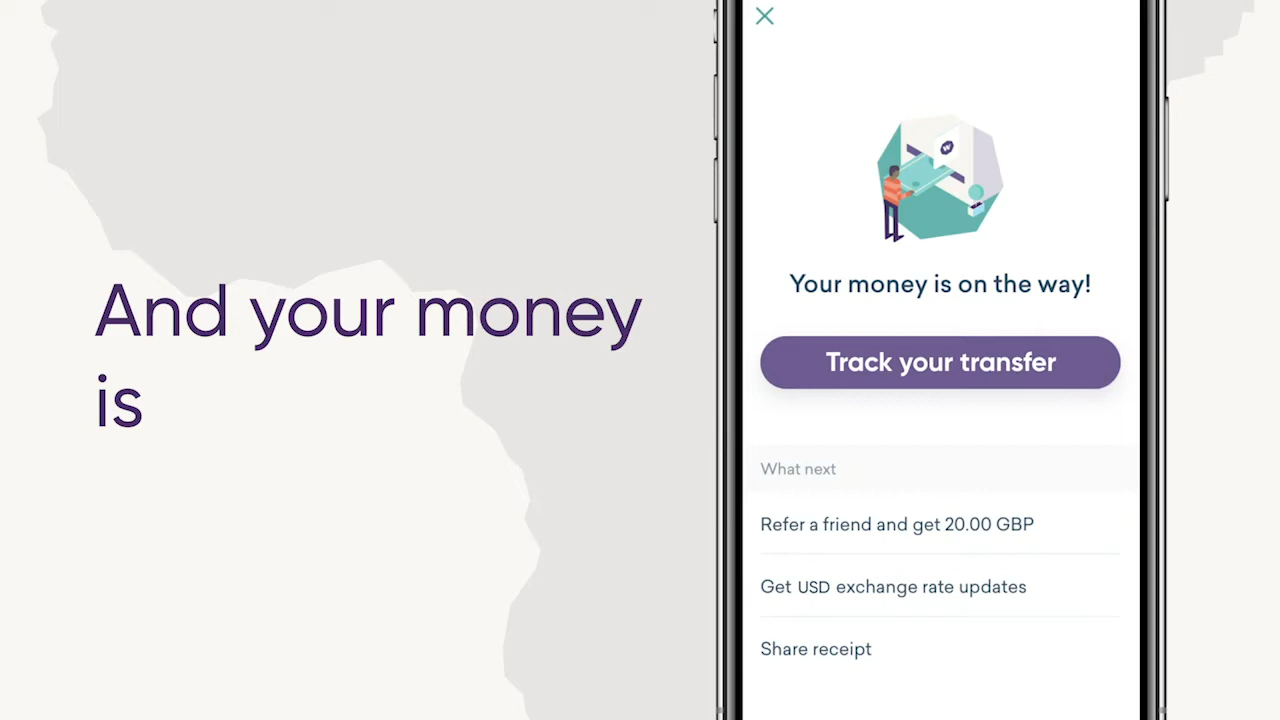 And your money
is
W
Your money is on the way!
Track your transfer
What next
Refer a friend and get 20.00 GBP
Get USD exchange rate updates
Share receipt